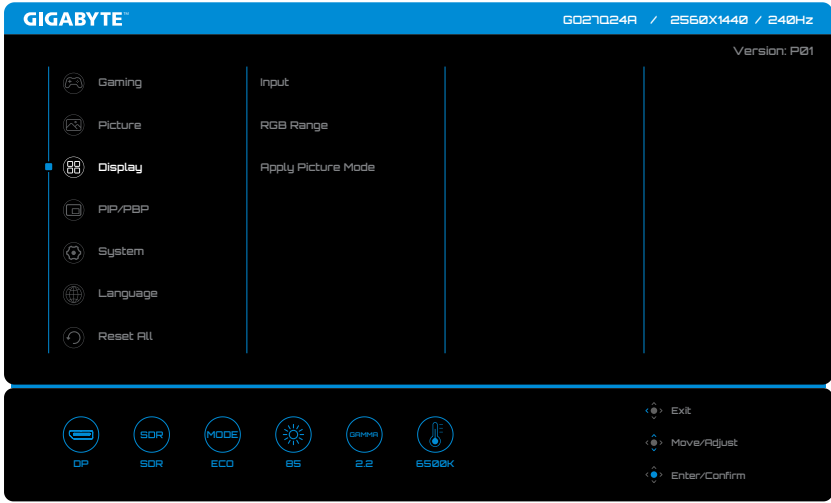 GIGABYTE™ GO27Q24A / 2560X1440 / 240Hz
Version: P01
Gaming Input
Picture RGB Range
Display Apply Picture Mode
PIP/PBP
System
Language
Reset All
Exit
SDR MODE GAMMA
Move/Adjust
DP SDR ECO 85 2.2 6500K
Enter/Confirm